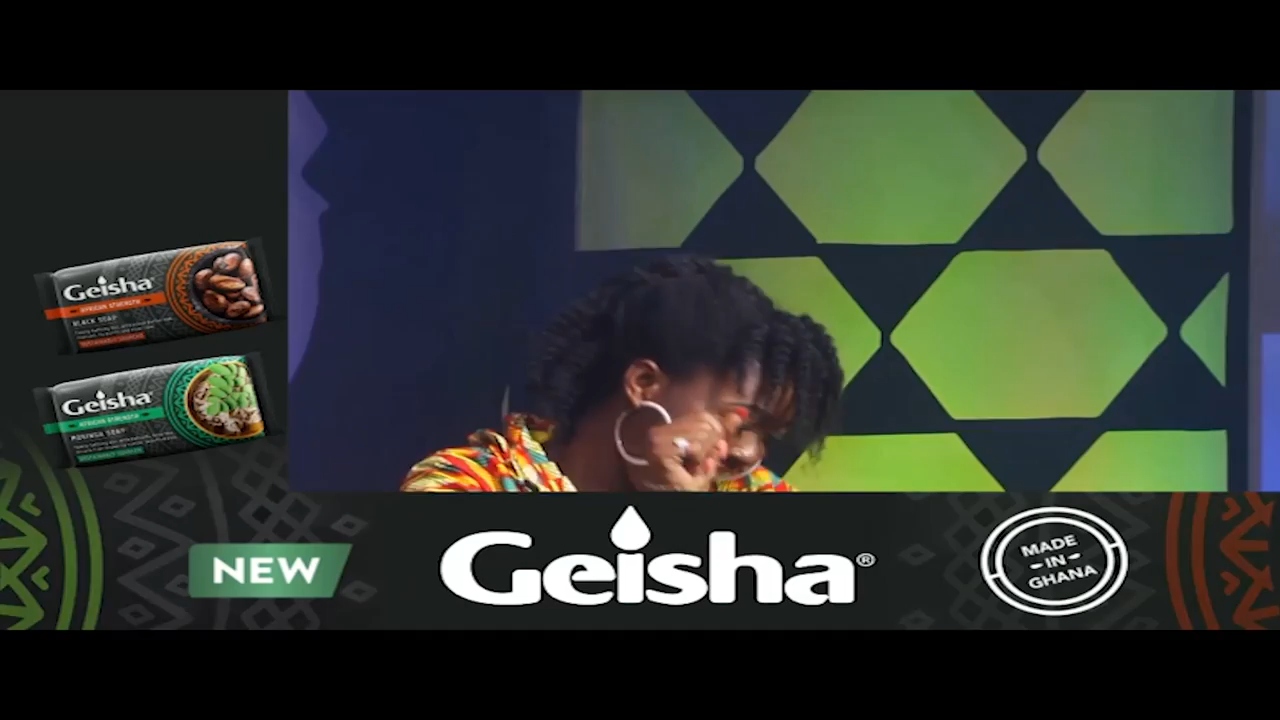 Geisha
AFRICAN STRENGTH
BLACK SOAP
Geisha
AFRICAN STRENGTH
MORINGA SOAP
NEW
Geisha®
MADE
IN
GHANA